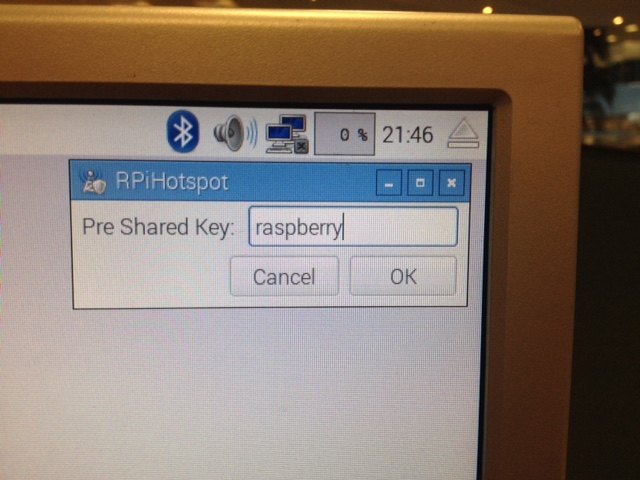 0 % 21:46
RPiHotspot
Pre Shared Key: raspberry
Cancel OK